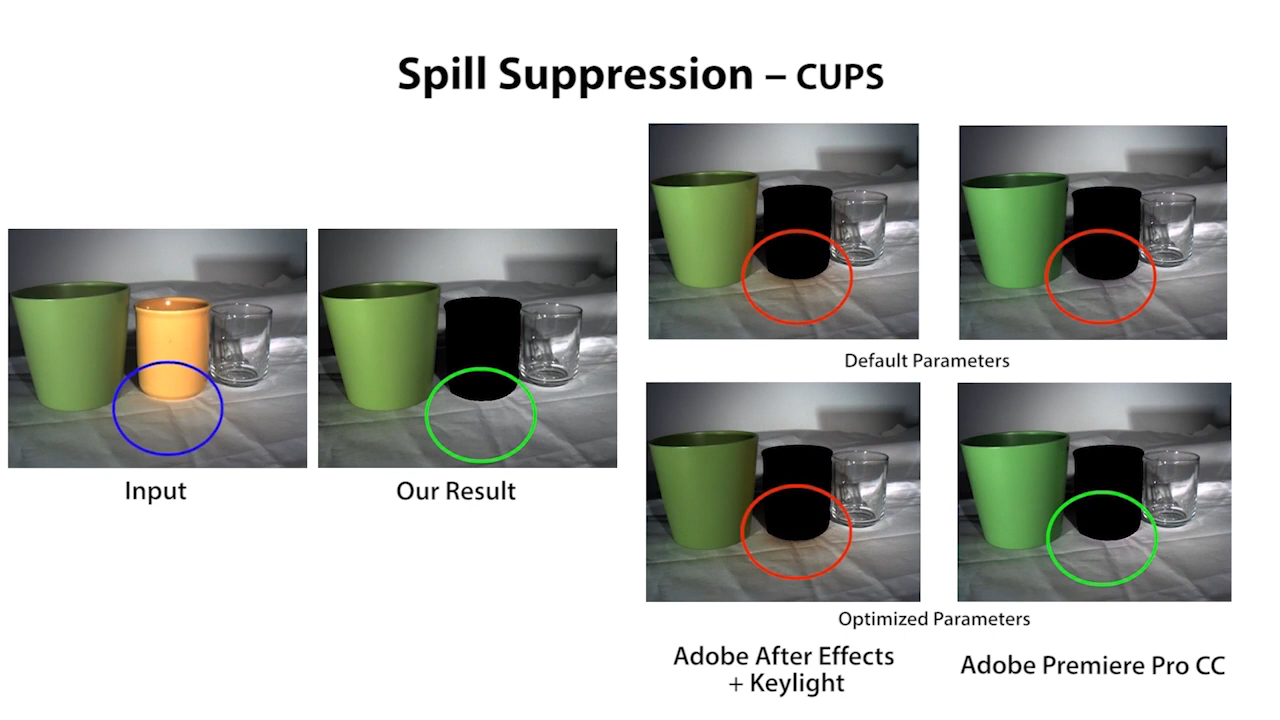 Spill Suppression – CUPS
Input
Our Result
Default Parameters
Optimized Parameters
Adobe After Effects
+ Keylight
Adobe Premiere Pro CC